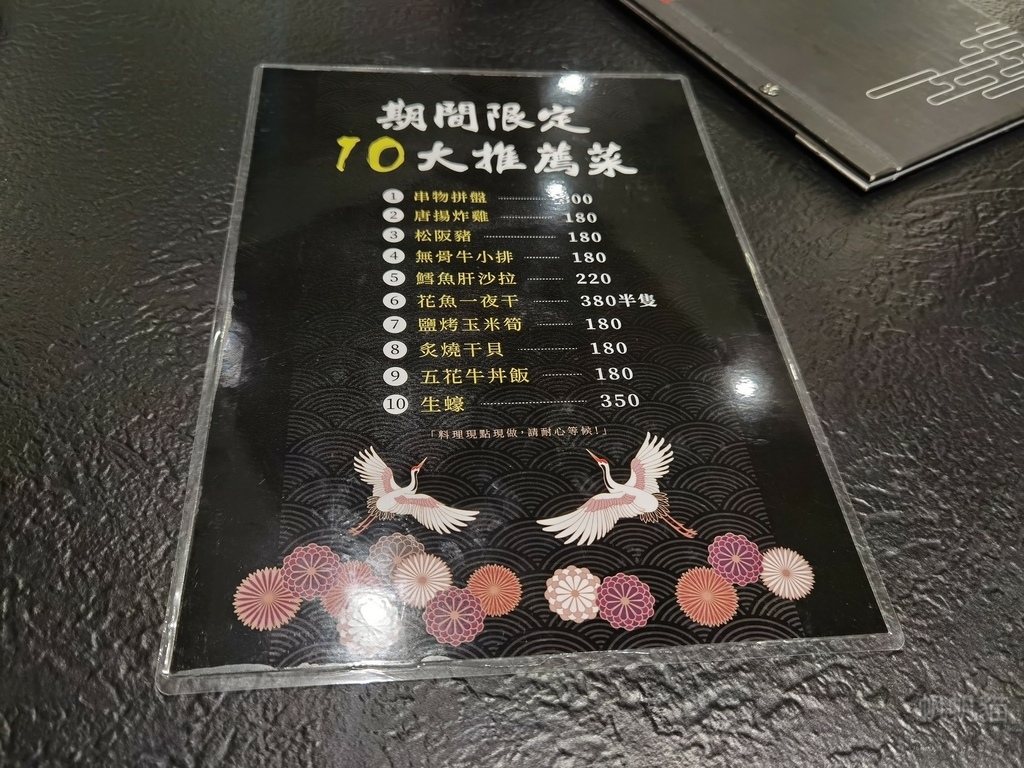 期間限定
10大推薦菜
1 串物拼盤 00
2 唐揚炸雞 180
3 松阪豬 180
4 無骨牛小排 180
5 鱈魚肝沙拉 220
6 花魚一夜干 380半隻
7 鹽烤玉米筍 180
8 炙燒干貝 180
9 五花牛丼飯 180
10 生蠔 350
「料理現點現做,請耐心等候!」